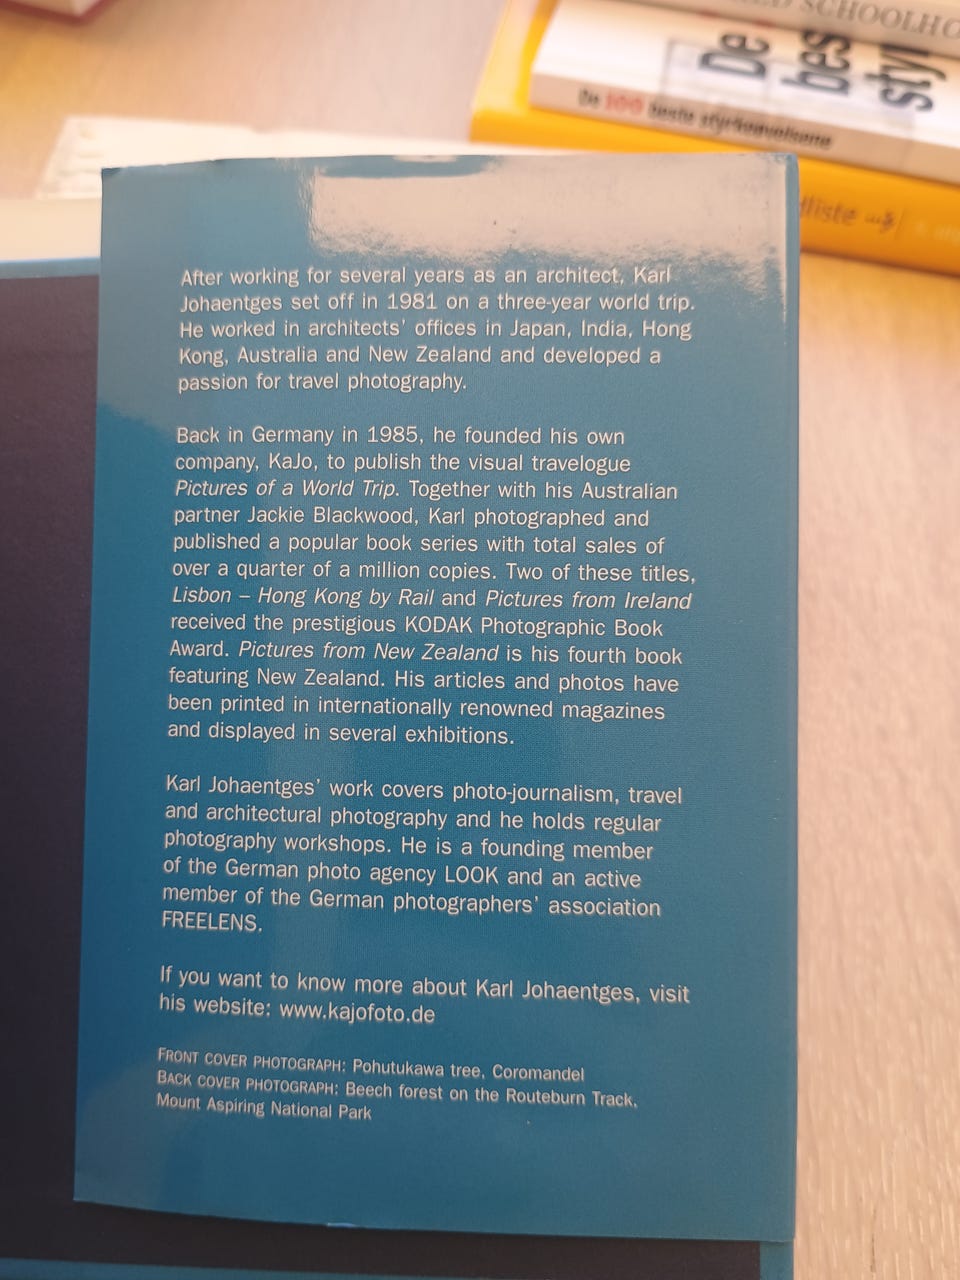 ED SCHOOLHO
De
bes
styr
De 100 beste styrkeøvelsene
dliste
After working for several years as an architect, Karl
Johaentges set off in 1981 on a three-year world trip.
He worked in architects' offices in Japan, India, Hong
Kong, Australia and New Zealand and developed a
passion for travel photography.
Back in Germany in 1985, he founded his own
company, KaJo, to publish the visual travelogue
Pictures of a World Trip. Together with his Australian
partner Jackie Blackwood, Karl photographed and
published a popular book series with total sales of
over a quarter of a million copies. Two of these titles,
Lisbon – Hong Kong by Rail and Pictures from Ireland
received the prestigious KODAK Photographic Book
Award. Pictures from New Zealand is his fourth book
featuring New Zealand. His articles and photos have
been printed in internationally renowned magazines
and displayed in several exhibitions.
Karl Johaentges' work covers photo-journalism, travel
and architectural photography and he holds regular
photography workshops. He is a founding member
of the German photo agency LOOK and an active
member of the German photographers' association
FREELENS.
If you want to know more about Karl Johaentges, visit
his website: www.kajofoto.de
FRONT COVER PHOTOGRAPH: Pohutukawa tree, Coromandel
BACK COVER PHOTOGRAPH: Beech forest on the Routeburn Track,
Mount Aspiring National Park